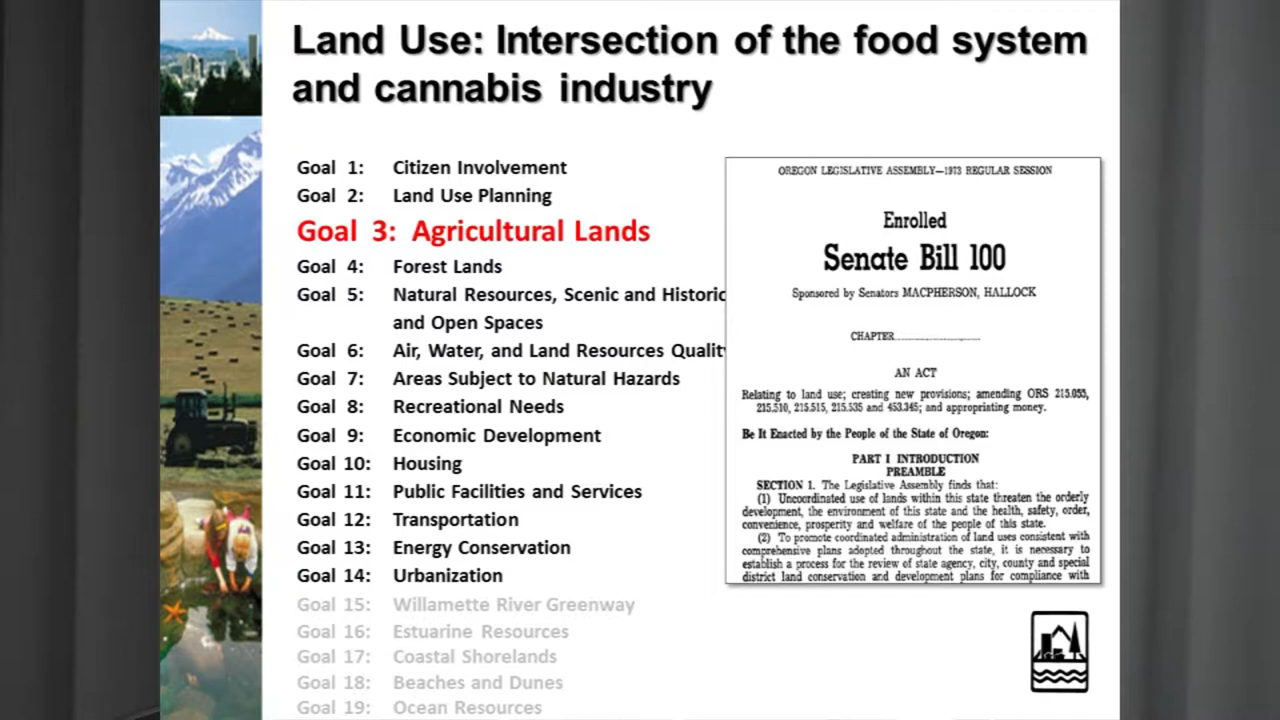 Land Use: Intersection of the food system
and cannabis industry
Goal 1: Citizen Involvement
Goal 2: Land Use Planning
Goal 3: Agricultural Lands
Goal 4: Forest Lands
Goal 5: Natural Resources, Scenic and Historic
and Open Spaces
Goal 6: Air, Water, and Land Resources Quality
Goal 7: Areas Subject to Natural Hazards
Goal 8: Recreational Needs
Goal 9: Economic Development
Goal 10: Housing
Goal 11: Public Facilities and Services
Goal 12: Transportation
Goal 13: Energy Conservation
Goal 14: Urbanization
Goal 15: Willamette River Greenway
Goal 16: Estuarine Resources
Goal 17: Coastal Shorelands
Goal 18: Beaches and Dunes
Goal 19: Ocean Resources
OREGON LEGISLATIVE ASSEMBLY—1973 REGULAR SESSION
Enrolled
Senate Bill 100
Sponsored by Senators MACPHERSON, HALLOCK
CHAPTER
AN ACT
Relating to land use; creating new provisions; amending ORS 215.055,
215.510, 215.515, 215.535 and 453.345; and appropriating money.
Be It Enacted by the People of the State of Oregon:
PART I INTRODUCTION
PREAMBLE
SECTION 1. The Legislative Assembly finds that:
(1) Uncoordinated use of lands within this state threaten the orderly
development, the environment of this state and the health, safety, order,
convenience, prosperity and welfare of the people of this state.
(2) To promote coordinated administration of land uses consistent with
comprehensive plans adopted throughout the state, it is necessary to
establish a process for the review of state agency, city, county and special
district land conservation and development plans for compliance with